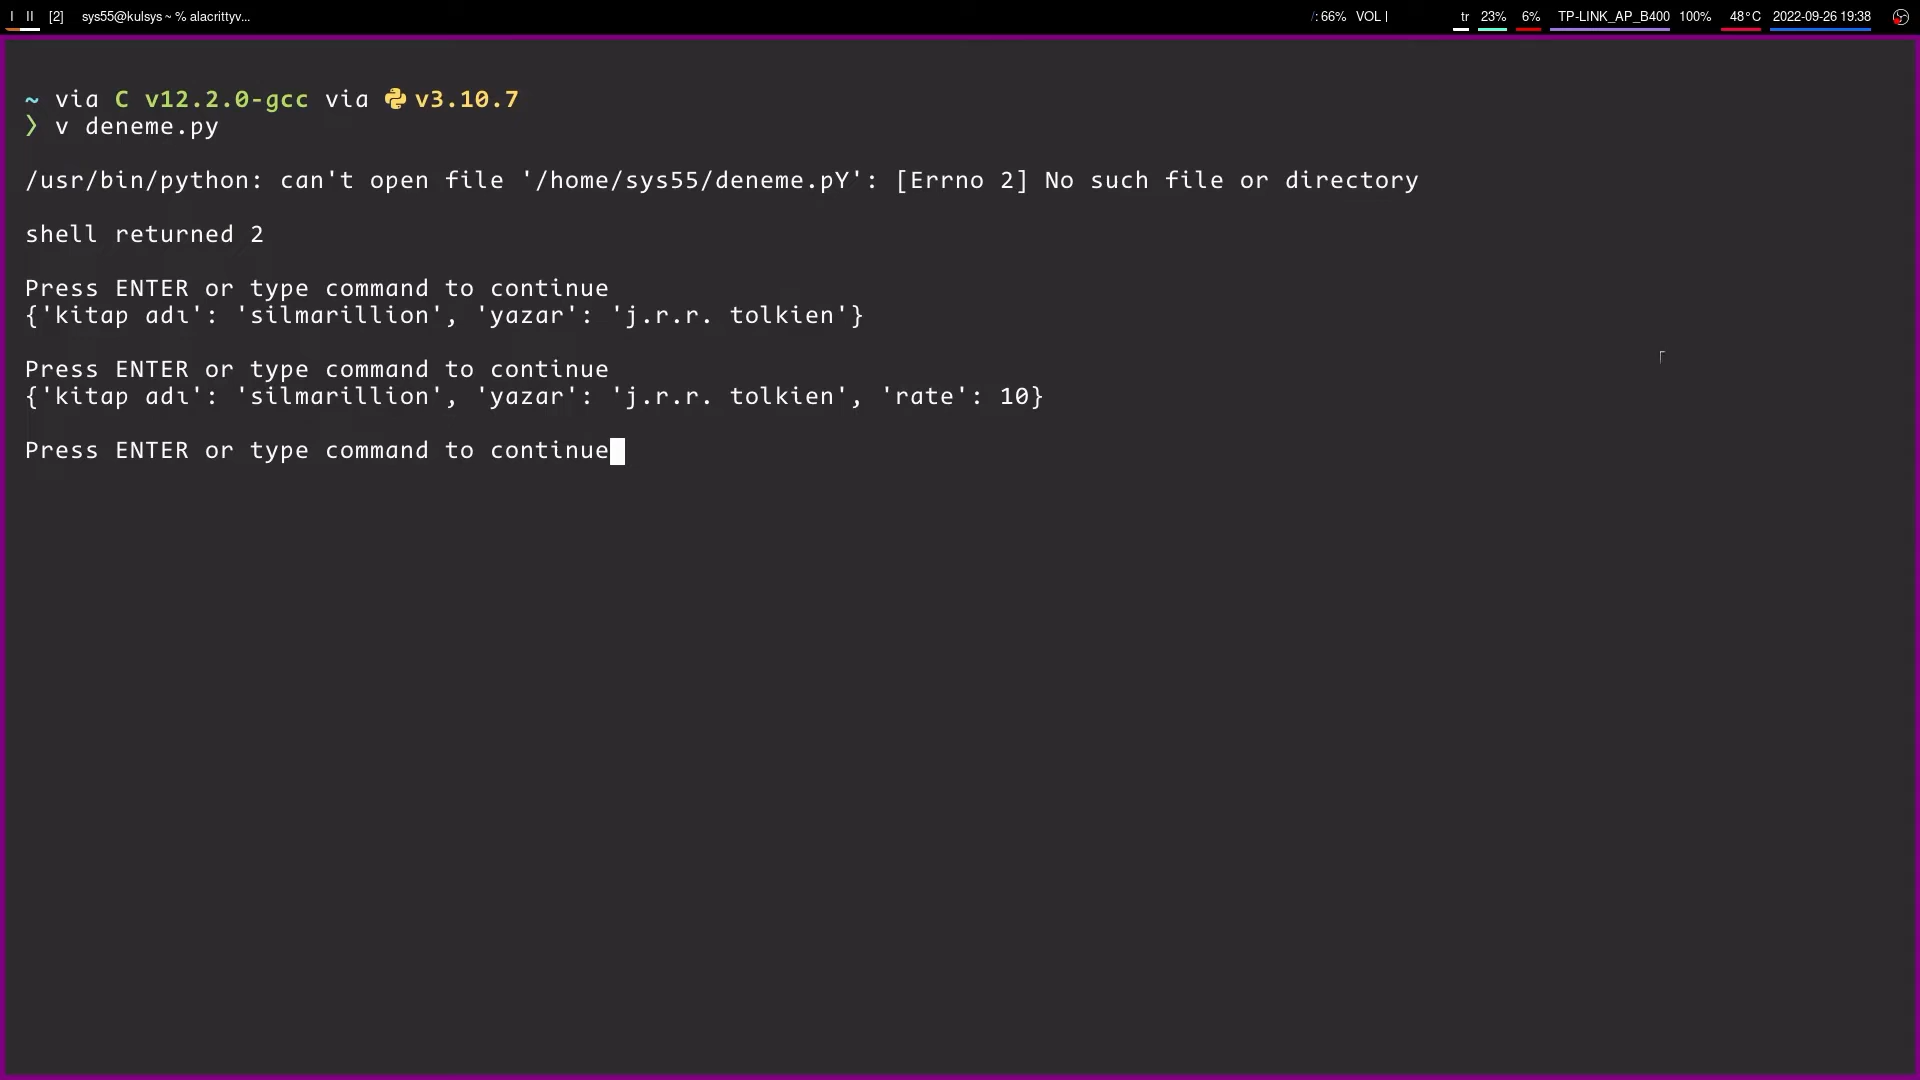 I II [2] sys55@kulsys ~ % alacrittyv... /: 66% VOL | tr 23% 6% TP-LINK_AP_B400 100% 48°C 2022-09-26 19:38
~ via C v12.2.0-gcc via v3.10.7
❯ v deneme.py
/usr/bin/python: can't open file '/home/sys55/deneme.pY': [Errno 2] No such file or directory
shell returned 2
Press ENTER or type command to continue
{'kitap adı': 'silmarillion', 'yazar': 'j.r.r. tolkien'}
Press ENTER or type command to continue
{'kitap adı': 'silmarillion', 'yazar': 'j.r.r. tolkien', 'rate': 10}
Press ENTER or type command to continue